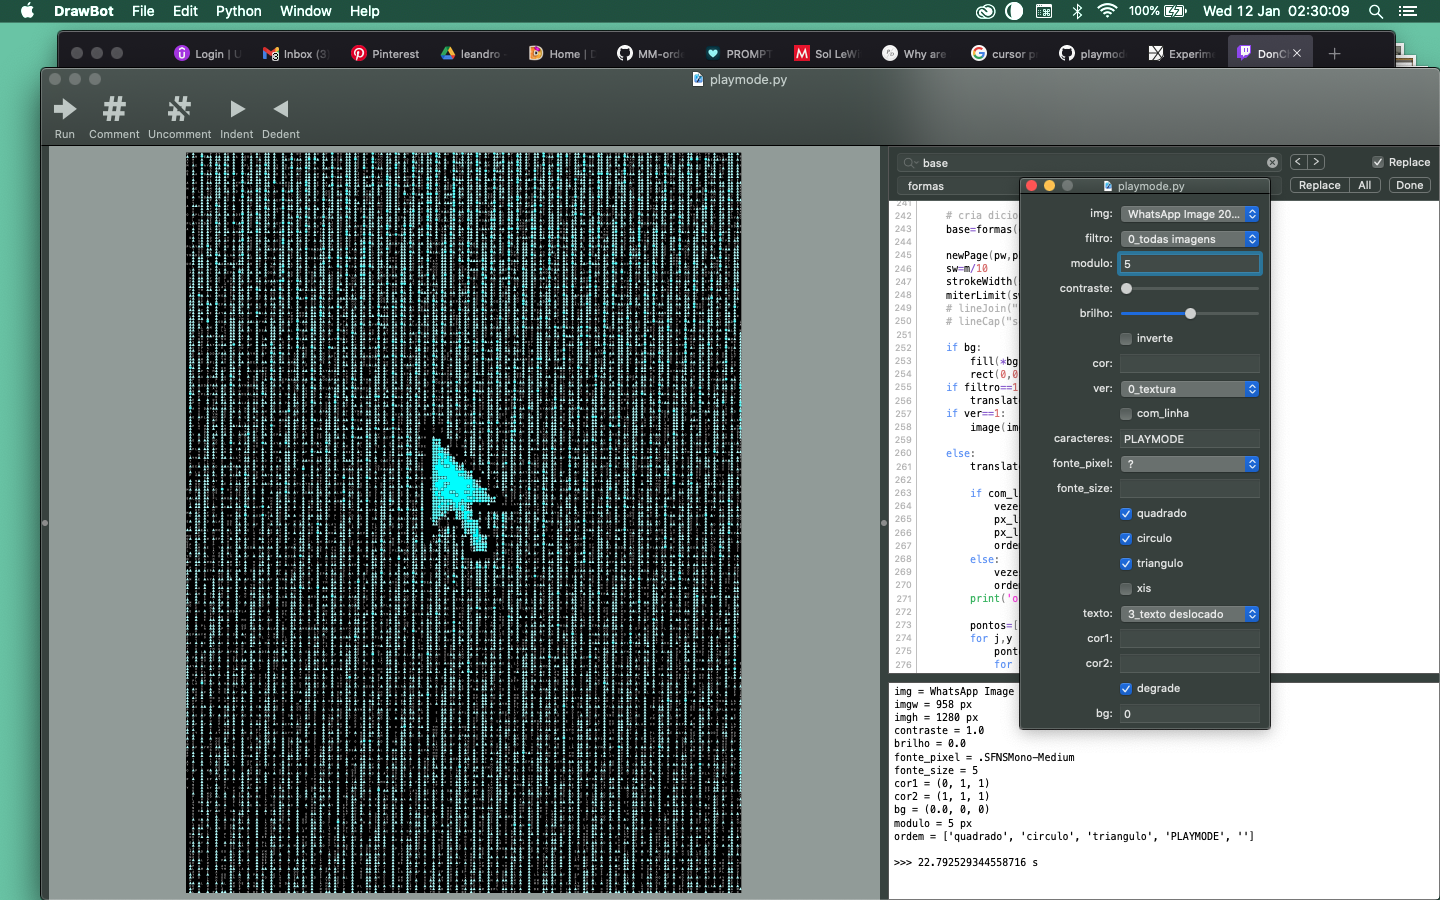 DrawBot File Edit Python Window Help 100% Wed 12 Jan 02:30:09
Login | U Inbox (3) Pinterest leandro Home | D MM-orde PROMPT Sol LeWi Why are cursor p playmod Experim DonCl
playmode.py
Run Comment Uncomment Indent Dedent
base Replace
formas Replace All Done
playmode.py
img: WhatsApp Image 20...
filtro: 0_todas imagens
modulo: 5
contraste:
brilho:
inverte
cor:
ver: 0_textura
com_linha
caracteres: PLAYMODE
fonte_pixel: ?
fonte_size:
quadrado
circulo
triangulo
xis
texto: 3_texto deslocado
cor1:
cor2:
degrade
bg: 0
241
242 # cria dicio
243 base=formas(
244
245 newPage(pw,p
246 sw=m/10
247 strokeWidth(
248 miterLimit(s
249 # lineJoin("
250 # lineCap("s
251
252 if bg:
253 fill(*bg
254 rect(0,0
255 if filtro==1
256 translat
257 if ver==1:
258 image(im
259
260 else:
261 translat
262
263 if com_l
264 veze
265 px_l
266 px_l
267 orde
268 else:
269 veze
270 orde
271 print('o
272
273 pontos=[
274 for j,y
275 pont
276 for
img = WhatsApp Image
imgw = 958 px
imgh = 1280 px
contraste = 1.0
brilho = 0.0
fonte_pixel = .SFNSMono-Medium
fonte_size = 5
cor1 = (0, 1, 1)
cor2 = (1, 1, 1)
bg = (0.0, 0, 0)
modulo = 5 px
ordem = ['quadrado', 'circulo', 'triangulo', 'PLAYMODE', '']
>>> 22.792529344558716 s